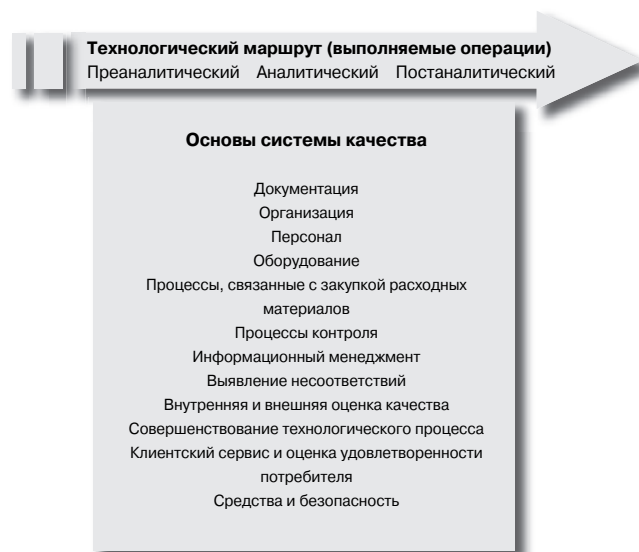 Технологический маршрут (выполняемые операции)
Преаналитический Аналитический Постаналитический
Основы системы качества
Документация
Организация
Персонал
Оборудование
Процессы, связанные с закупкой расходных
материалов
Процессы контроля
Информационный менеджмент
Выявление несоответствий
Внутренняя и внешняя оценка качества
Совершенствование технологического процесса
Клиентский сервис и оценка удовлетворенности
потребителя
Средства и безопасность